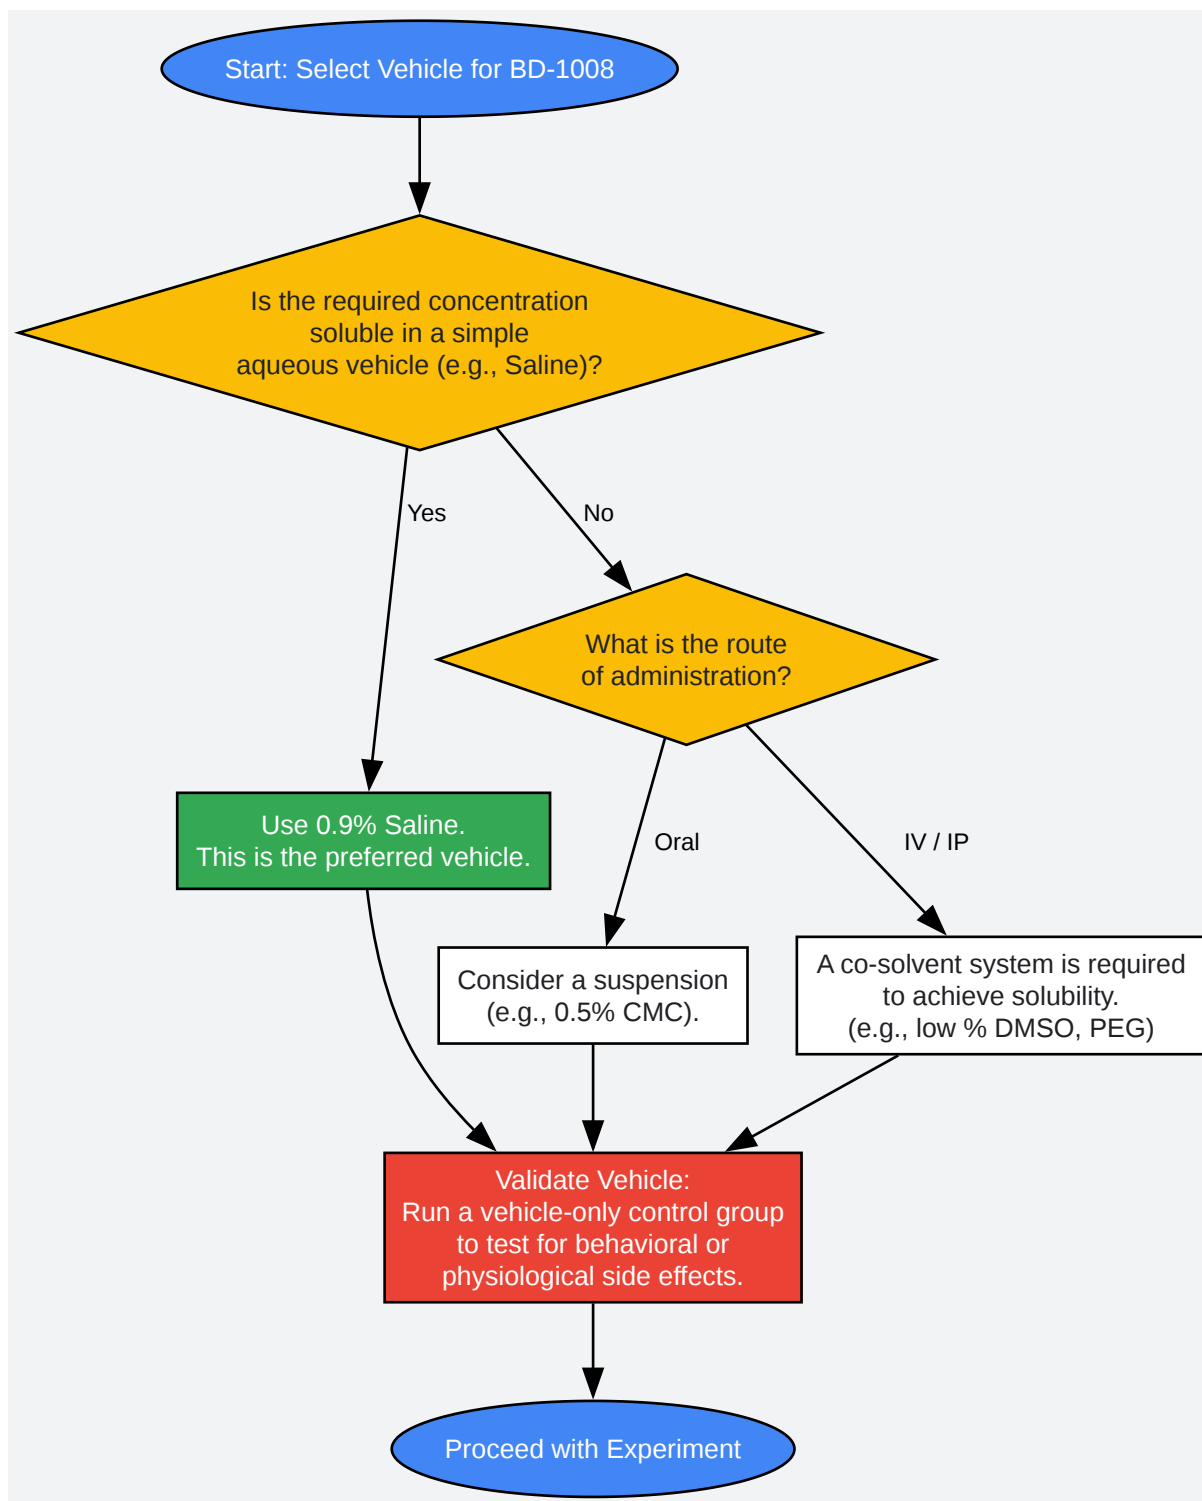 Start: Select Vehicle for BD-1008
Is the required concentration
soluble in a simple
aqueous vehicle (e.g., Saline)?
Yes
No
What is the route
of administration?
Use 0.9% Saline.
This is the preferred vehicle.
Oral
IV / IP
Consider a suspension
(e.g., 0.5% CMC).
A co-solvent system is required
to achieve solubility.
(e.g., low % DMSO, PEG)
Validate Vehicle:
Run a vehicle-only control group
to test for behavioral or
physiological side effects.
Proceed with Experiment